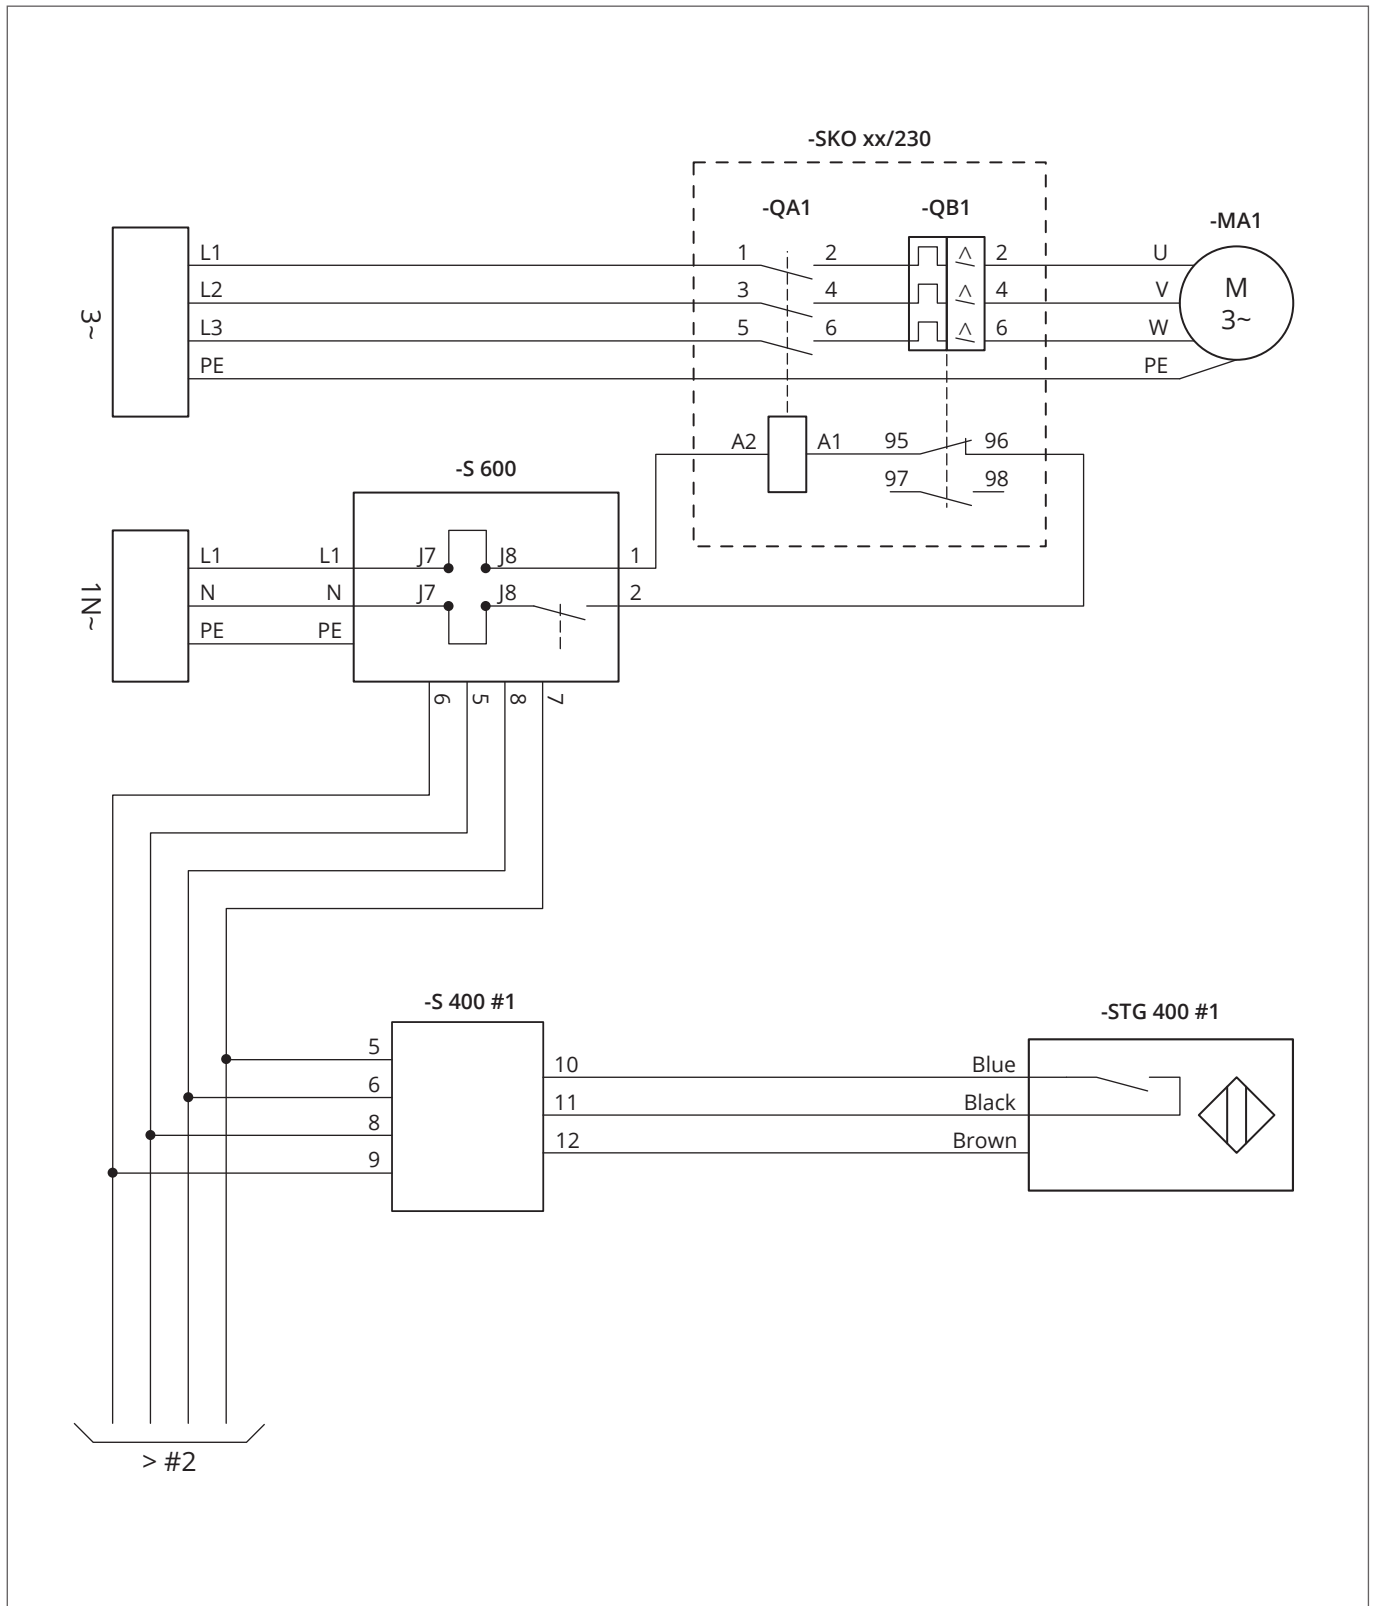 -SKO xx/230
-QA1 -QB1
-MA1
L1 1 2 2 U
L2 3 4 4 V
M
3~
L3 5 6 6 W
3~
PE PE
A2 A1 95 96
97 98
-S 600
L1 L1 J7 J8 1
N N J7 J8 2
1N~
PE PE
6 5 8 7
-S 400 #1
-STG 400 #1
5
10 Blue
6
11 Black
8
12 Brown
9
> #2